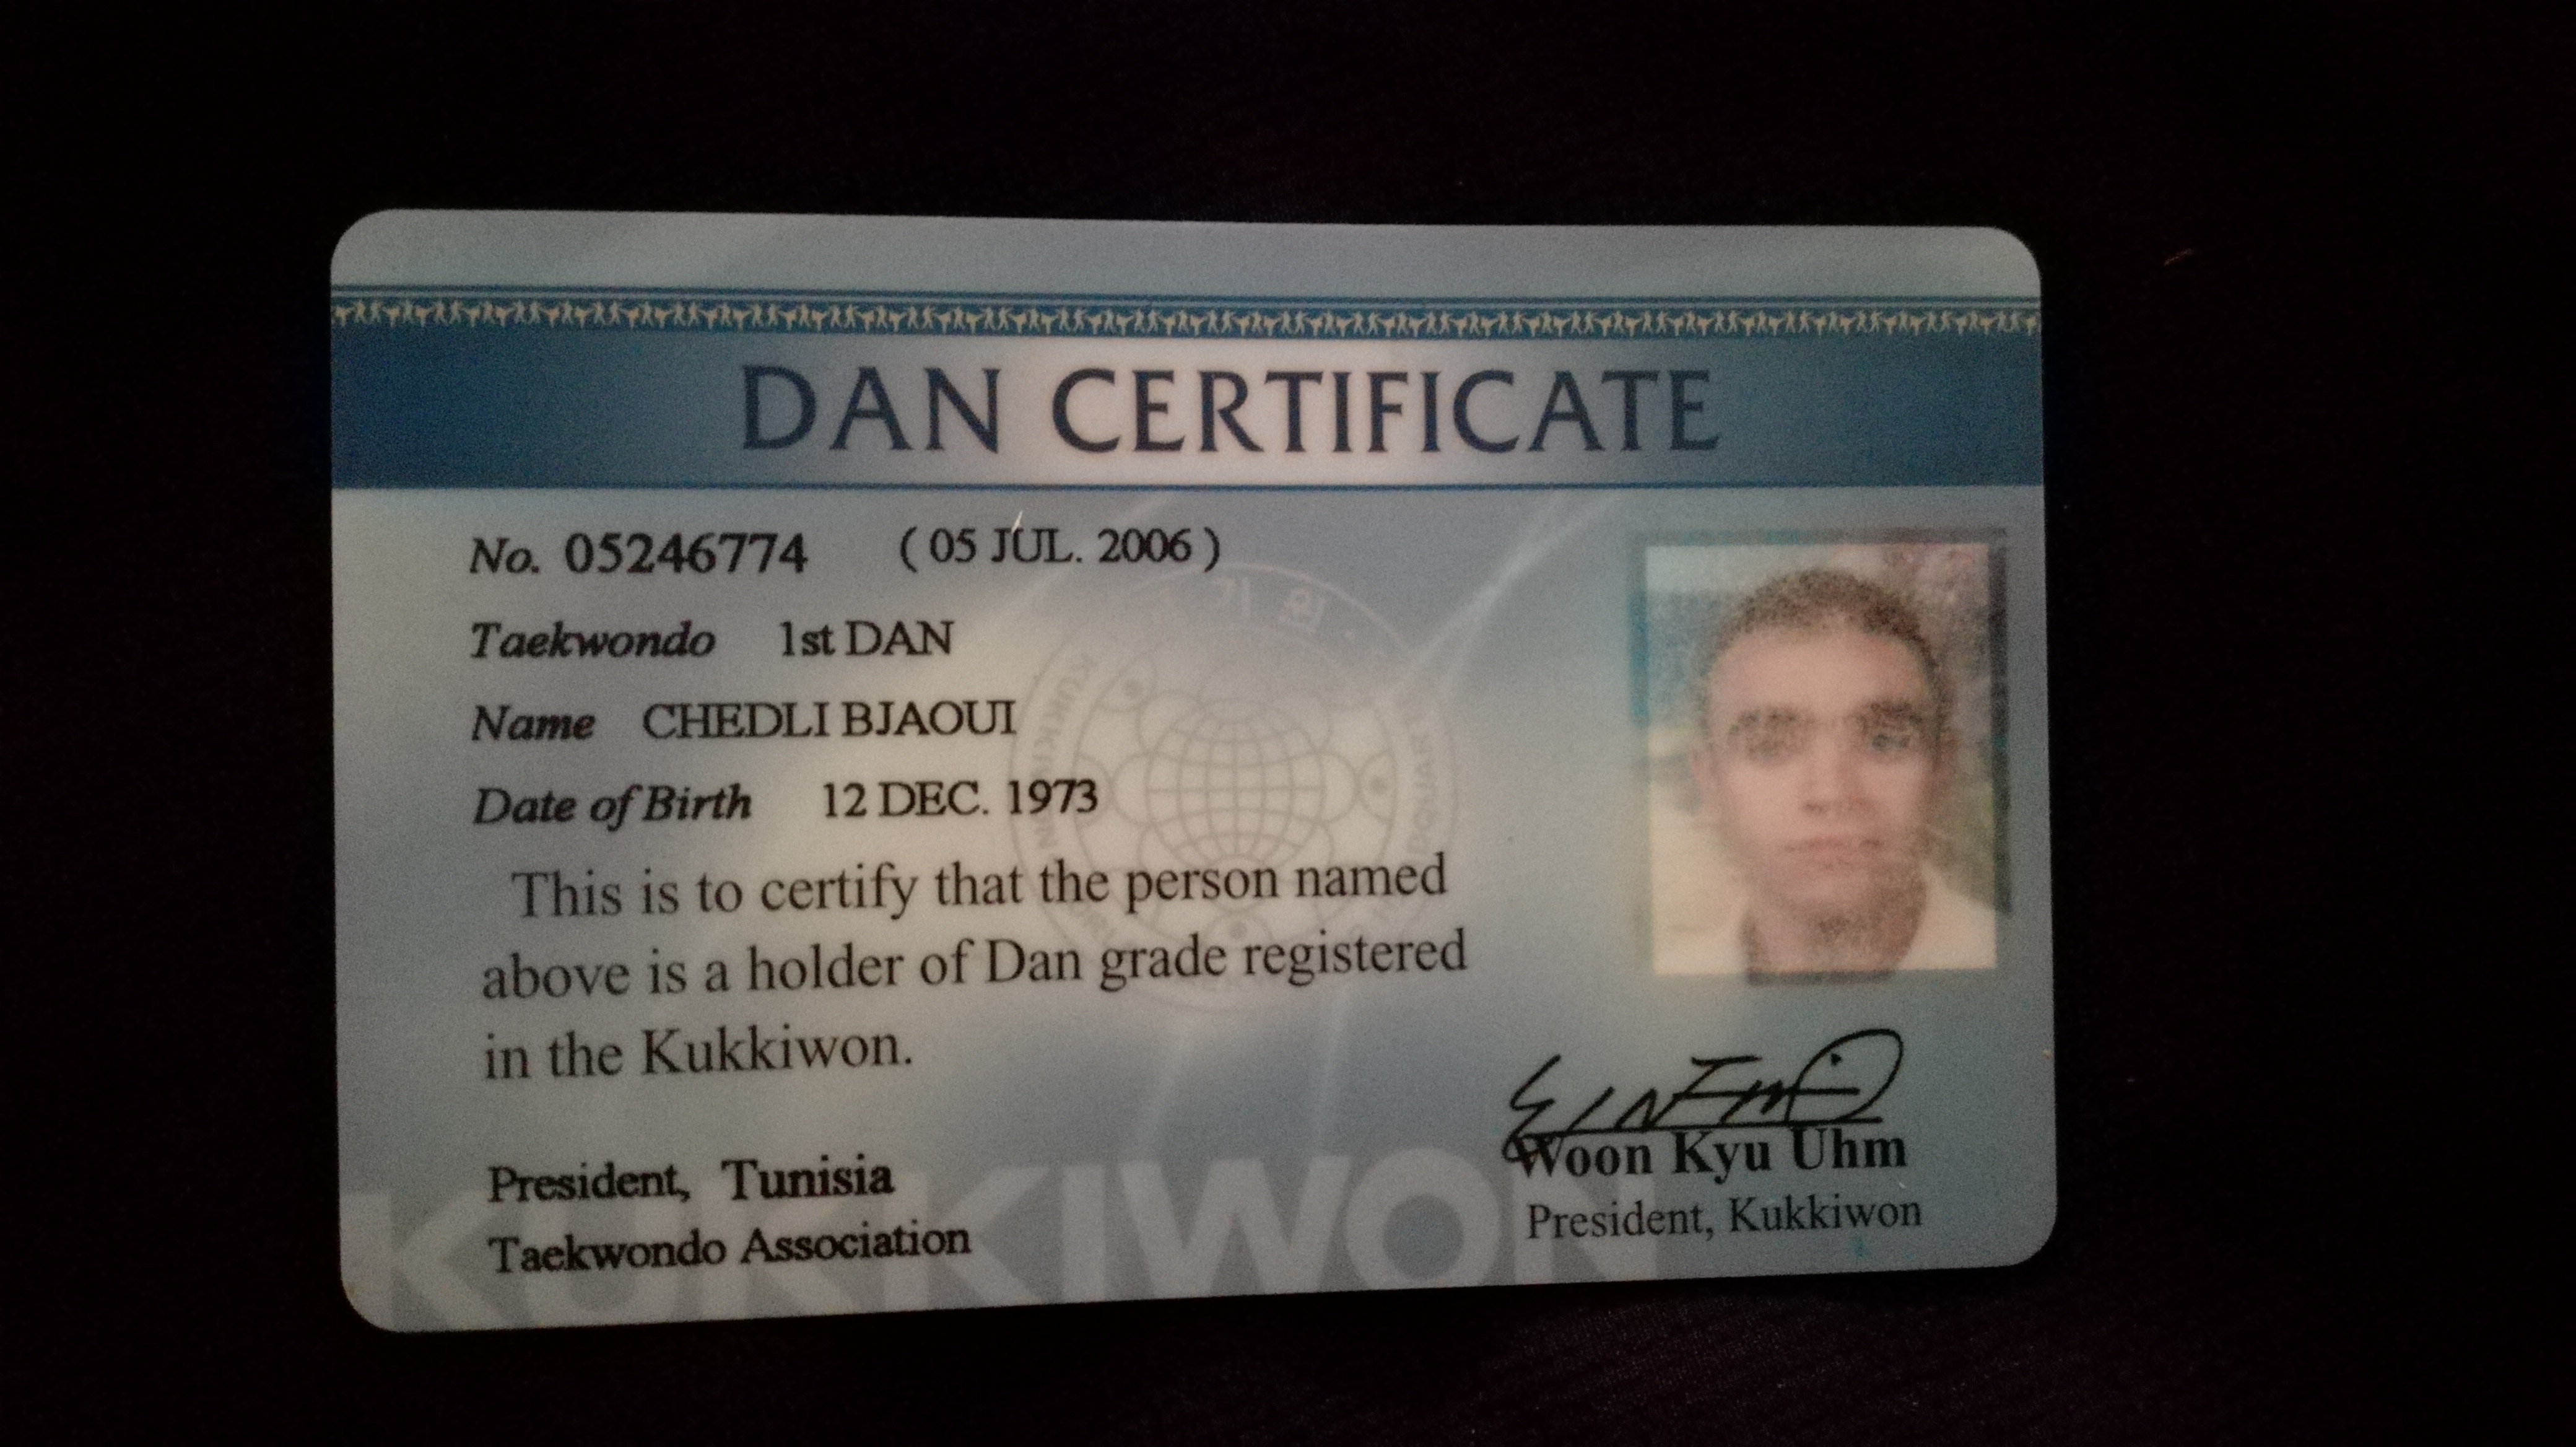 DAN CERTIFICATE
No. 05246774 ( 05 JUL. 2006 )
Taekwondo 1st DAN
Name CHEDLI BJAOUI
Date of Birth 12 DEC. 1973
This is to certify that the person named
above is a holder of Dan grade registered
in the Kukkiwon.
Woon Kyu Uhm
President, Kukkiwon
President, Tunisia
Taekwondo Association
KUKKIWON